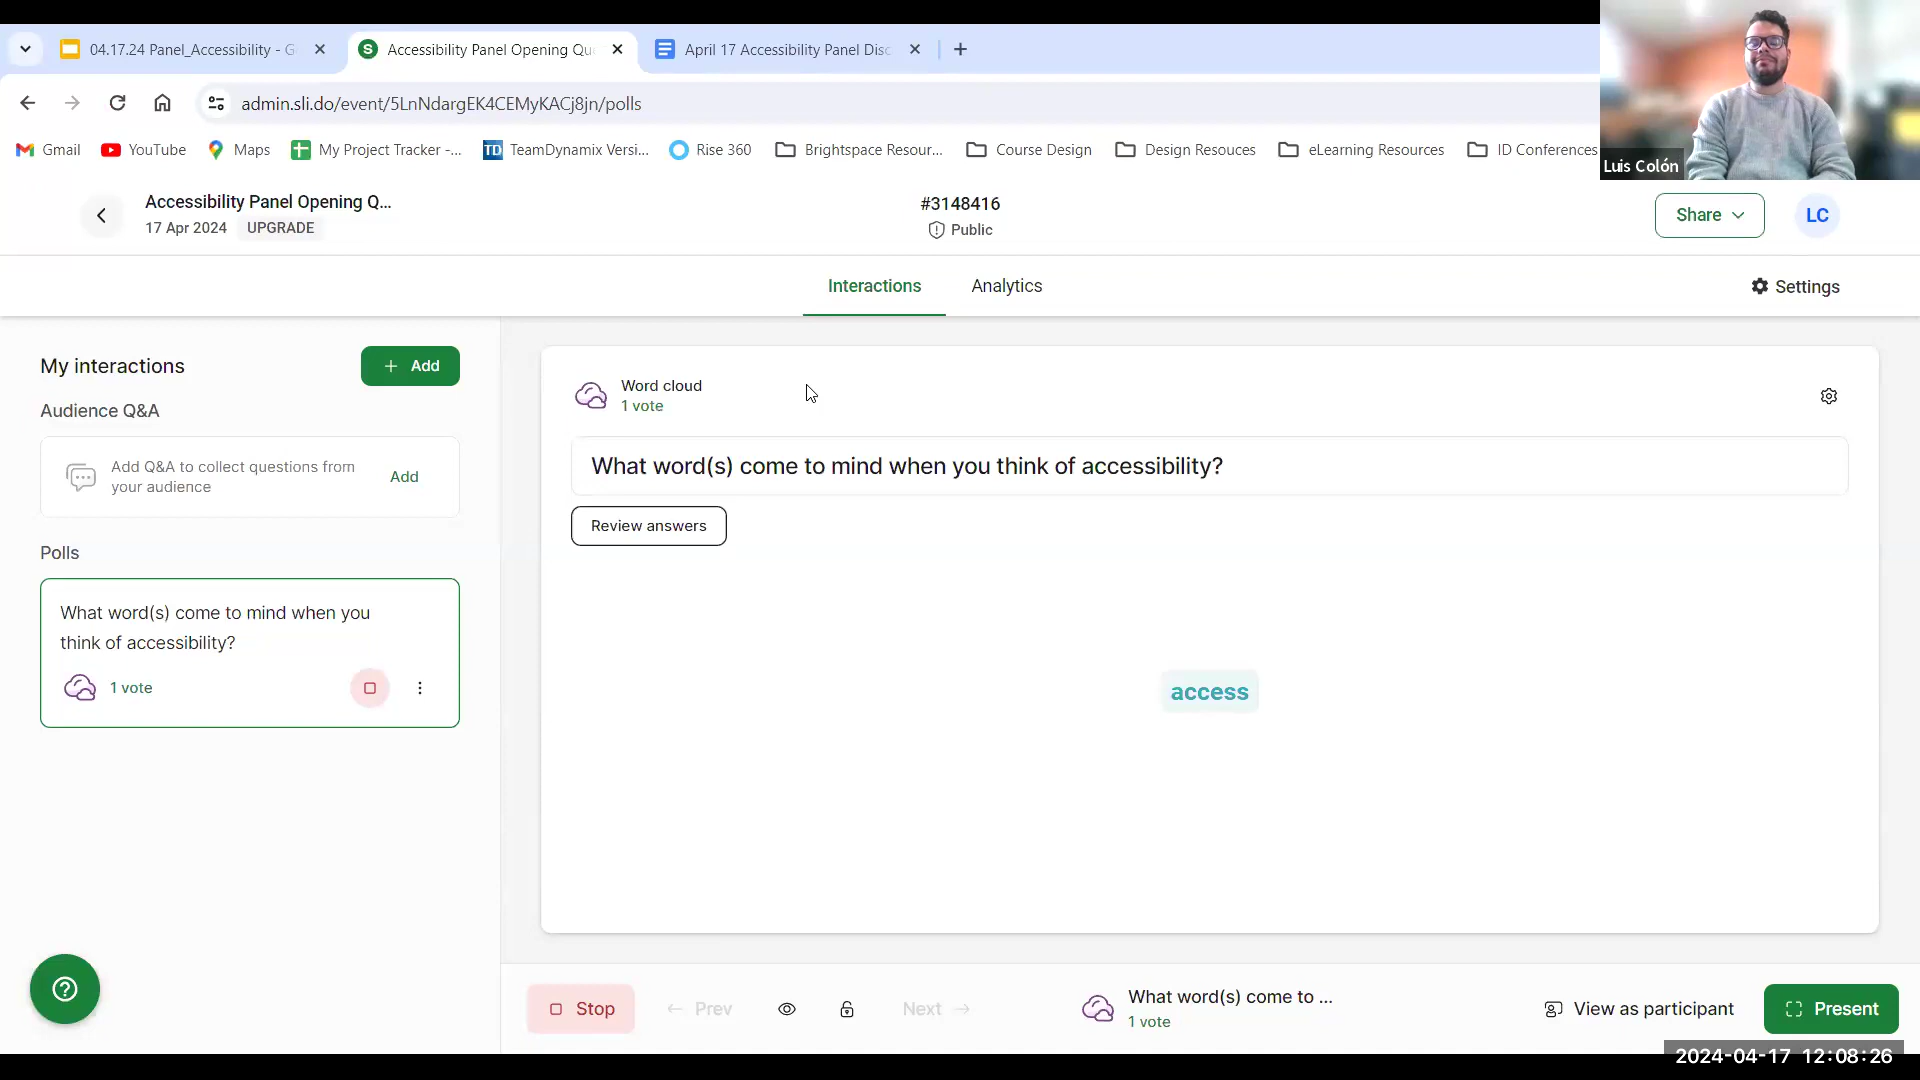 04.17.24 Panel_Accessibility - G
Accessibility Panel Opening Qu
April 17 Accessibility Panel Disc
admin.sli.do/event/5LnNdargEK4CEMyKACj8jn/polls
Gmail
YouTube
Maps
My Project Tracker -...
TD
TeamDynamix Versi...
Rise 360
Brightspace Resour...
Course Design
Design Resouces
eLearning Resources
ID Conferences
Luis Colón
Accessibility Panel Opening Q...
17 Apr 2024
UPGRADE
#3148416
Public
Share
LC
Interactions
Analytics
Settings
My interactions
+ Add
Audience Q&A
Add Q&A to collect questions from
your audience
Add
Polls
What word(s) come to mind when you
think of accessibility?
1 vote
Word cloud
1 vote
What word(s) come to mind when you think of accessibility?
Review answers
access
Stop
← Prev
Next →
What word(s) come to ...
1 vote
View as participant
Present
2024-04-17 12:08:26